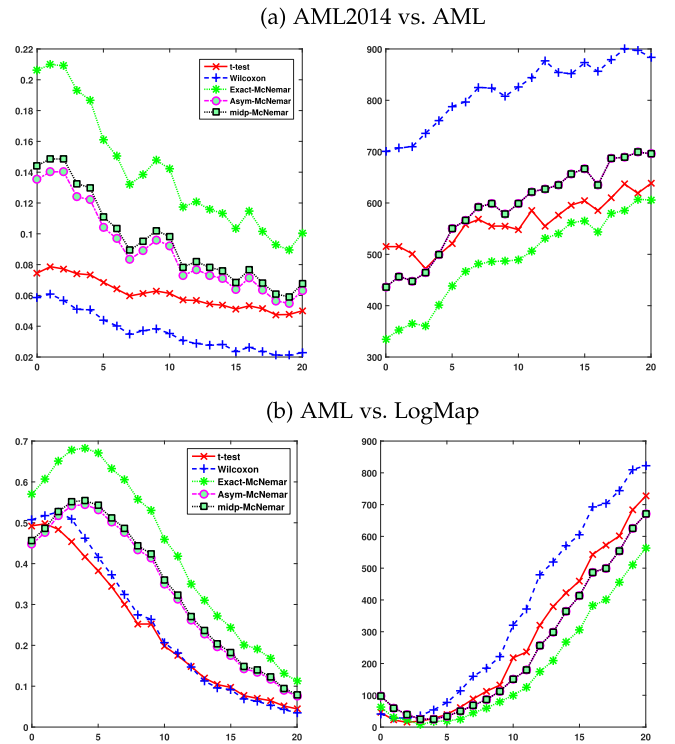 (a) AML2014 vs. AML
0.22
0.2
0.18
0.16
0.14
0.12
0.1
0.08
0.06
0.04
0.02
0 5 10 15 20
t-test
Wilcoxon
Exact-McNemar
Asym-McNemar
midp-McNemar
900
800
700
600
500
400
300
0 5 10 15 20
(b) AML vs. LogMap
0.7
0.6
0.5
0.4
0.3
0.2
0.1
0
0 5 10 15 20
t-test
Wilcoxon
Exact-McNemar
Asym-McNemar
midp-McNemar
900
800
700
600
500
400
300
200
100
0
0 5 10 15 20